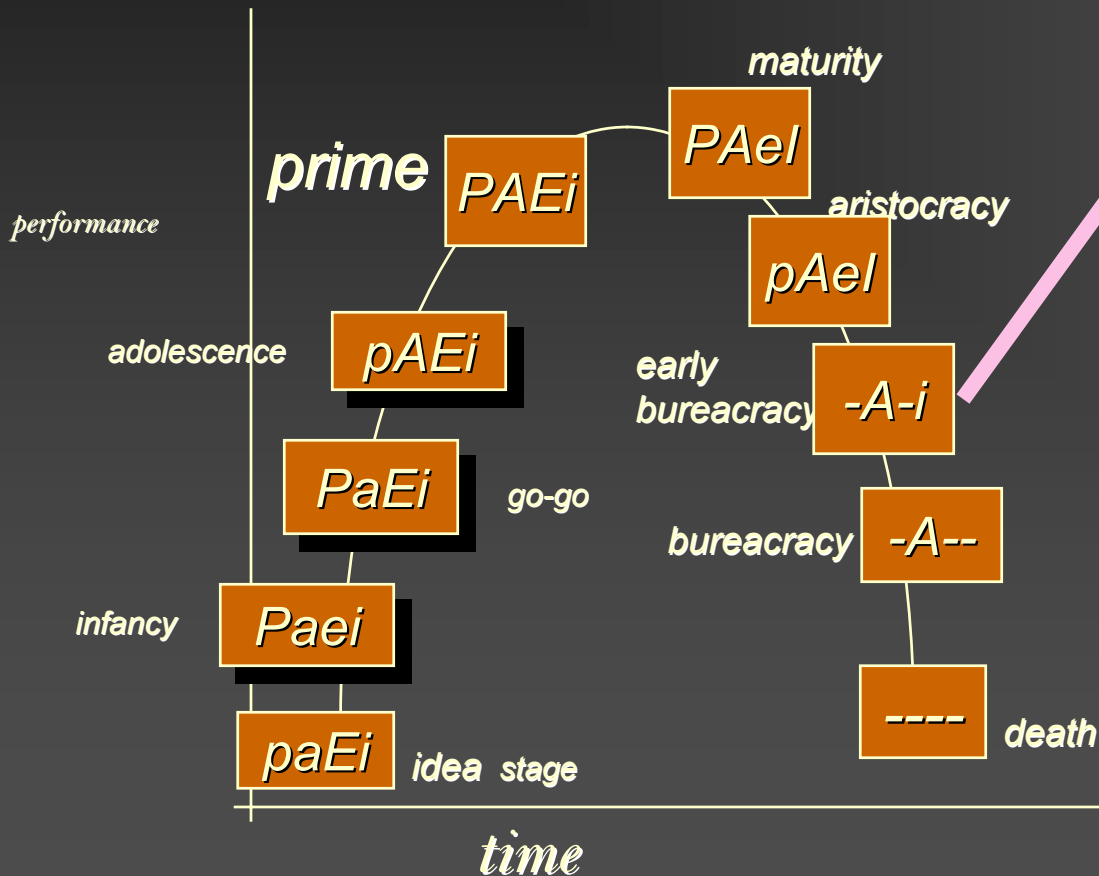 maturity
prime
PAEi
PAeI
performance
aristocracy
pAeI
adolescence
pAEi
early
bureacracy
-A-i
PaEi
go-go
bureacracy
-A--
infancy
Paei
----
death
paEi
idea stage
time